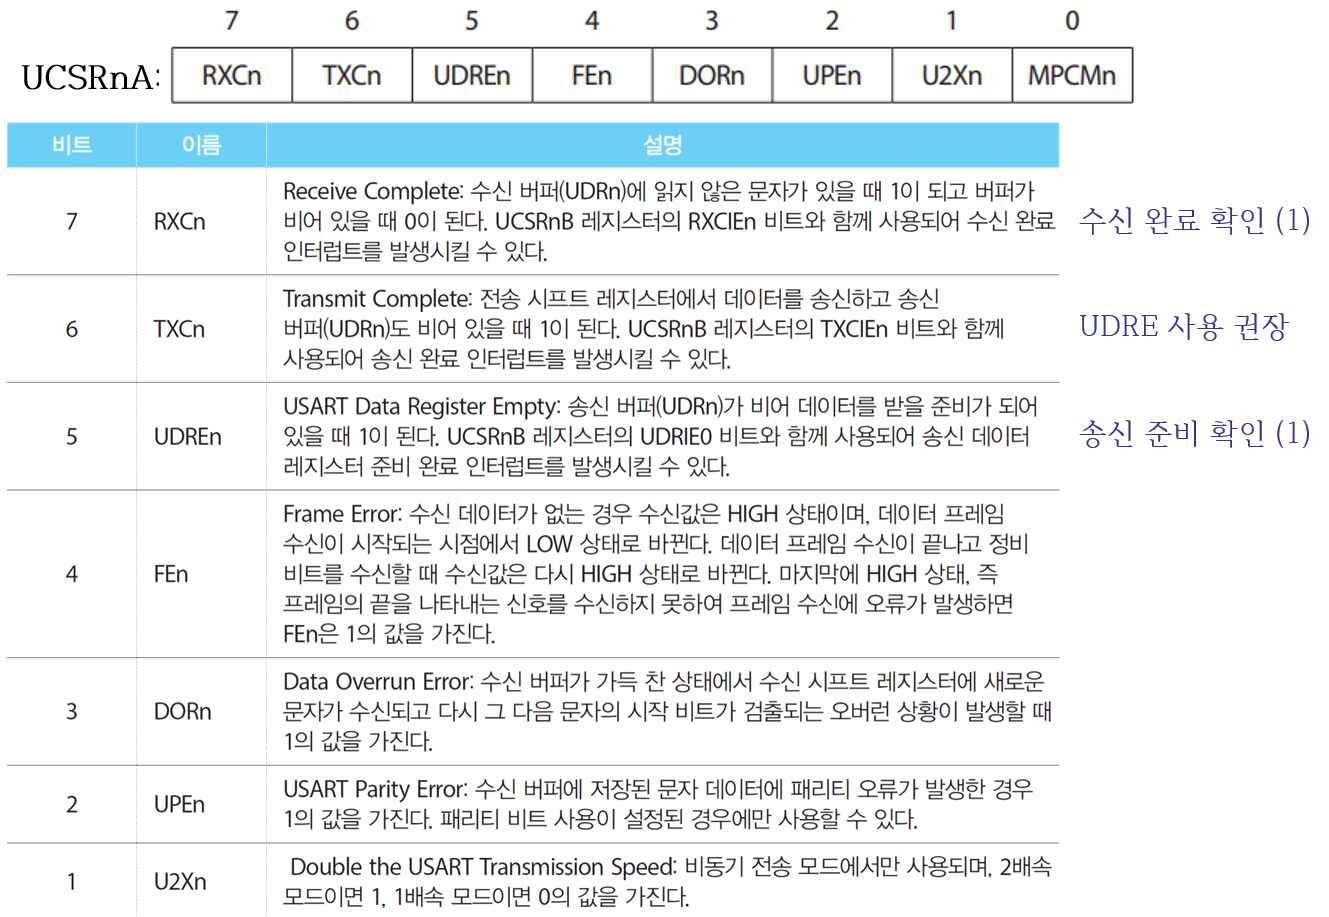 7 6 5 4 3 2 1 0
UCSRnA: RXCn TXCn UDREn FEn DORn UPEn U2Xn MPCMn
비트 이름 설명
Receive Complete: 수신 버퍼(UDRn)에 읽지 않은 문자가 있을 때 1이 되고 버퍼가
7 RXCn 비어 있을 때 0이 된다. UCSRnB 레지스터의 RXCIEn 비트와 함께 사용되어 수신 완료 수신 완료 확인 (1)
인터럽트를 발생시킬 수 있다.
Transmit Complete: 전송 시프트 레지스터에서 데이터를 송신하고 송신
6 TXCn 버퍼(UDRn)도 비어 있을 때 1이 된다. UCSRnB 레지스터의 TXCIEn 비트와 함께 UDRE 사용 권장
사용되어 송신 완료 인터럽트를 발생시킬 수 있다.
USART Data Register Empty: 송신 버퍼(UDRn)가 비어 데이터를 받을 준비가 되어
5 UDREn 있을 때 1이 된다. UCSRnB 레지스터의 UDRIE0 비트와 함께 사용되어 송신 데이터 송신 준비 확인 (1)
레지스터 준비 완료 인터럽트를 발생시킬 수 있다.
Frame Error: 수신 데이터가 없는 경우 수신값은 HIGH 상태이며, 데이터 프레임
수신이 시작되는 시점에서 LOW 상태로 바뀐다. 데이터 프레임 수신이 끝나고 정비
4 FEn 비트를 수신할 때 수신값은 다시 HIGH 상태로 바뀐다. 마지막에 HIGH 상태, 즉
프레임의 끝을 나타내는 신호를 수신하지 못하여 프레임 수신에 오류가 발생하면
FEn은 1의 값을 가진다.
Data Overrun Error: 수신 버퍼가 가득 찬 상태에서 수신 시프트 레지스터에 새로운
3 DORn 문자가 수신되고 다시 그 다음 문자의 시작 비트가 검출되는 오버런 상황이 발생할 때
1의 값을 가진다.
USART Parity Error: 수신 버퍼에 저장된 문자 데이터에 패리티 오류가 발생한 경우
2 UPEn 1의 값을 가진다. 패리티 비트 사용이 설정된 경우에만 사용할 수 있다.
Double the USART Transmission Speed: 비동기 전송 모드에서만 사용되며, 2배속
1 U2Xn 모드이면 1, 1배속 모드이면 0의 값을 가진다.